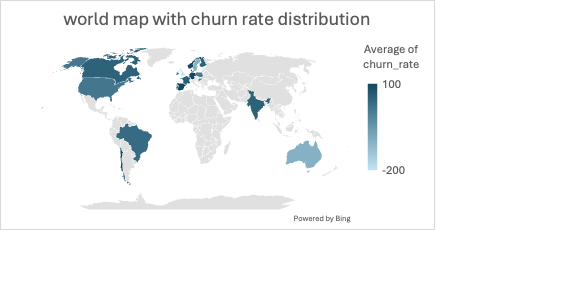 world map with churn rate distribution
Average of
churn_rate
100
-200
Powered by Bing